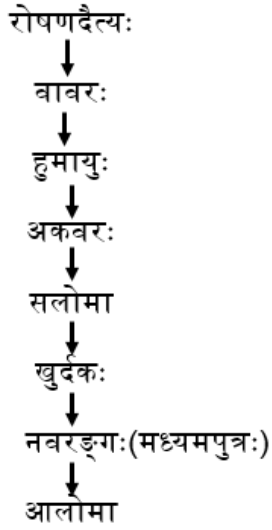 रोषणदैत्यः
वावरः
हुमायुः
अकवरः
सलोमा
खुर्दकः
नवरङ्गः(मध्यमपुत्रः)
आलोमा